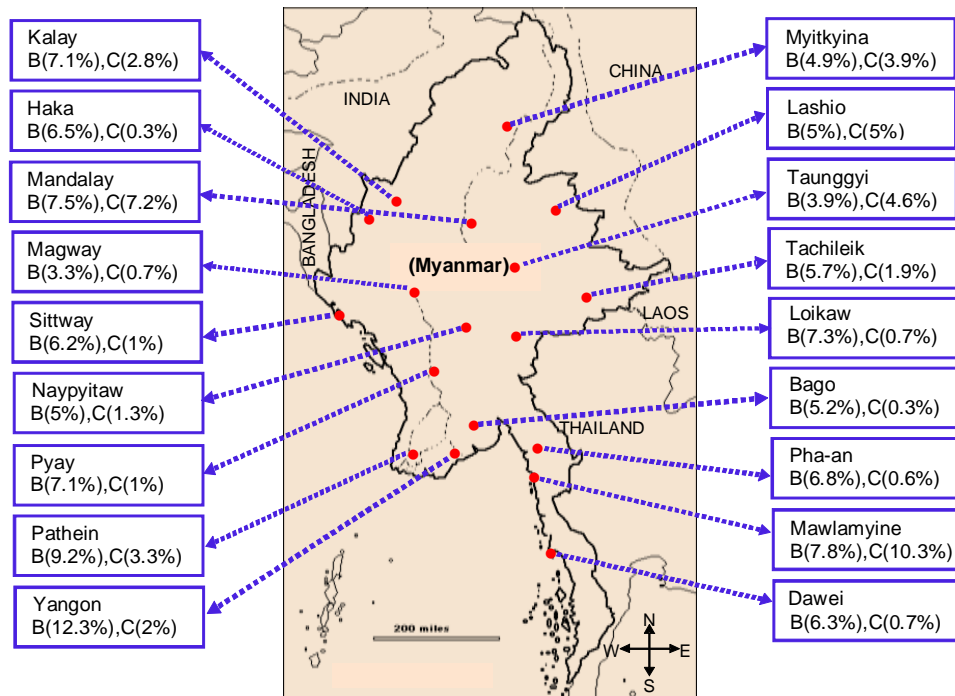 Kalay
B(7.1%),C(2.8%)
Haka
B(6.5%),C(0.3%)
Mandalay
B(7.5%),C(7.2%)
Magway
B(3.3%),C(0.7%)
Sittway
B(6.2%),C(1%)
Naypyitaw
B(5%),C(1.3%)
Pyay
B(7.1%),C(1%)
Pathein
B(9.2%),C(3.3%)
Yangon
B(12.3%),C(2%)
INDIA
CHINA
BANGLADESH
(Myanmar)
LAOS
THAILAND
200 miles
N
W
E
S
Myitkyina
B(4.9%),C(3.9%)
Lashio
B(5%),C(5%)
Taunggyi
B(3.9%),C(4.6%)
Tachileik
B(5.7%),C(1.9%)
Loikaw
B(7.3%),C(0.7%)
Bago
B(5.2%),C(0.3%)
Pha-an
B(6.8%),C(0.6%)
Mawlamyine
B(7.8%),C(10.3%)
Dawei
B(6.3%),C(0.7%)